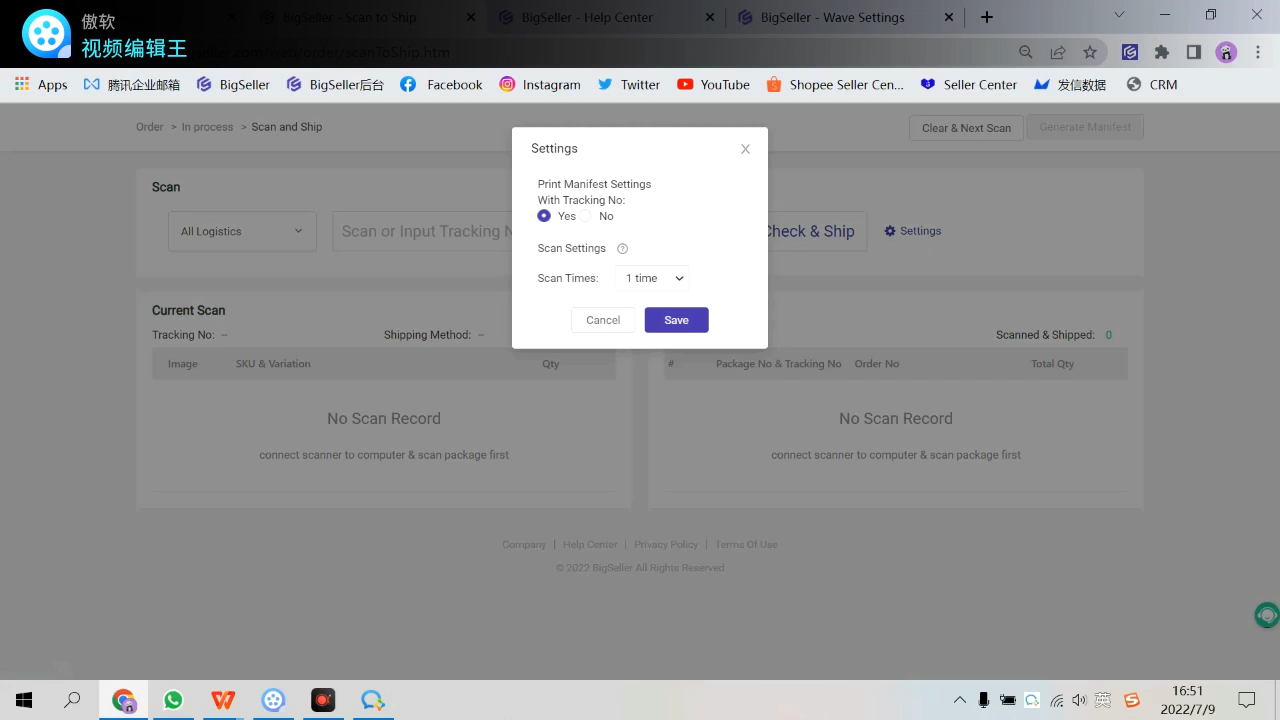 傲软
视频编辑王
BigSeller - Scan to Ship
BigSeller - Help Center
BigSeller - Wave Settings
Apps
腾讯企业邮箱
BigSeller
BigSeller后台
Facebook
Instagram
Twitter
YouTube
Shopee Seller Cen...
Seller Center
发信数据
CRM
Order > In process > Scan and Ship
Clear & Next Scan
Generate Manifest
Settings
Print Manifest Settings
With Tracking No:
Yes No
Scan Settings
Scan Times: 1 time
Cancel Save
Scan
All Logistics
Scan or Input Tracking
Check & Ship
Settings
Current Scan
Tracking No: --
Shipping Method: --
Scanned & Shipped: 0
Image SKU & Variation Qty
# Package No & Tracking No Order No Total Qty
No Scan Record
connect scanner to computer & scan package first
No Scan Record
connect scanner to computer & scan package first
Company | Help Center | Privacy Policy | Terms Of Use
© 2022 BigSeller All Rights Reserved
英
16:51
2022/7/9